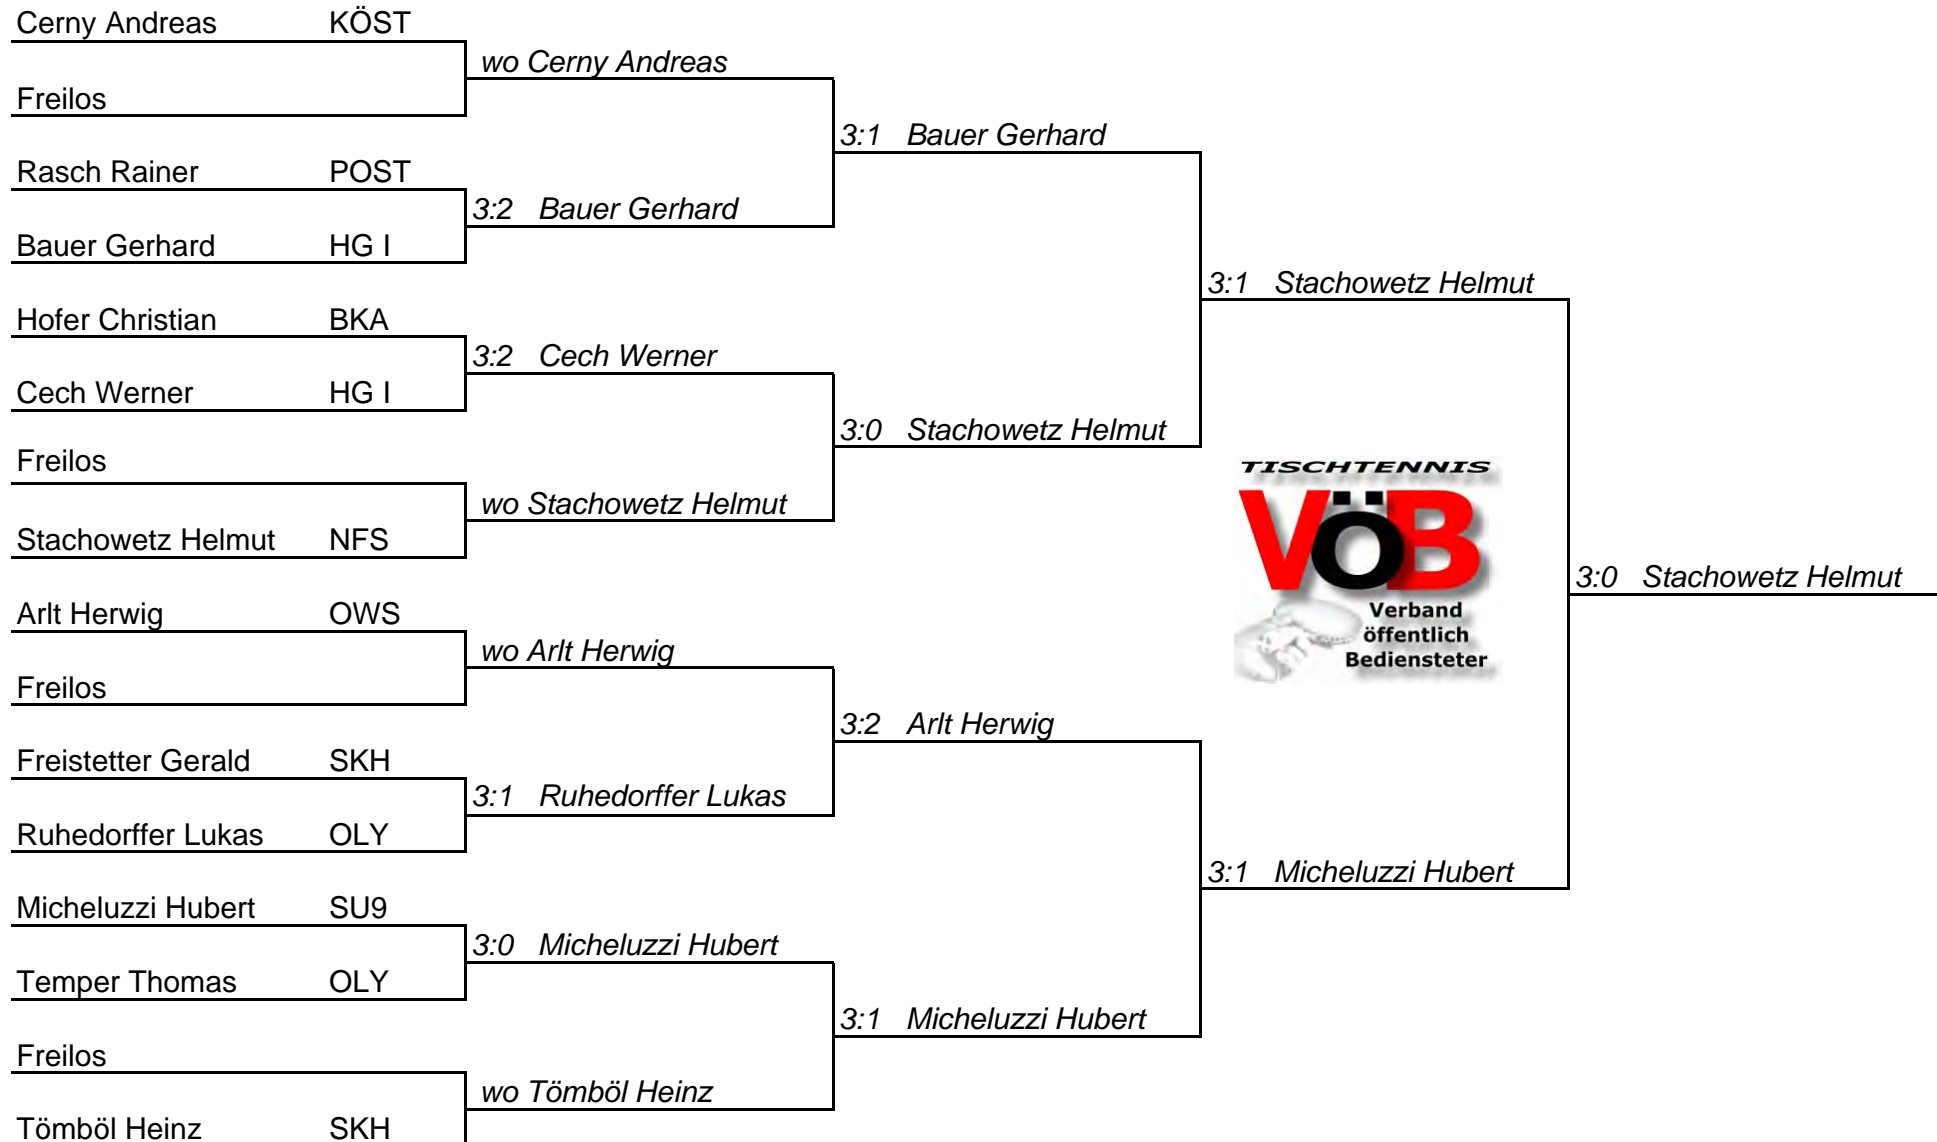 Cerny Andreas KÖST
wo Cerny Andreas
Freilos
3:1 Bauer Gerhard
Rasch Rainer POST
3:2 Bauer Gerhard
Bauer Gerhard HG I
3:1 Stachowetz Helmut
Hofer Christian BKA
3:2 Cech Werner
Cech Werner HG I
3:0 Stachowetz Helmut
Freilos
TISCHTENNIS
wo Stachowetz Helmut
VÖB
Stachowetz Helmut NFS
3:0 Stachowetz Helmut
Arlt Herwig OWS
Verband
öffentlich
Bediensteter
wo Arlt Herwig
Freilos
3:2 Arlt Herwig
Freistetter Gerald SKH
3:1 Ruhedorffer Lukas
Ruhedorffer Lukas OLY
3:1 Micheluzzi Hubert
Micheluzzi Hubert SU9
3:0 Micheluzzi Hubert
Temper Thomas OLY
3:1 Micheluzzi Hubert
Freilos
wo Tömböl Heinz
Tömböl Heinz SKH